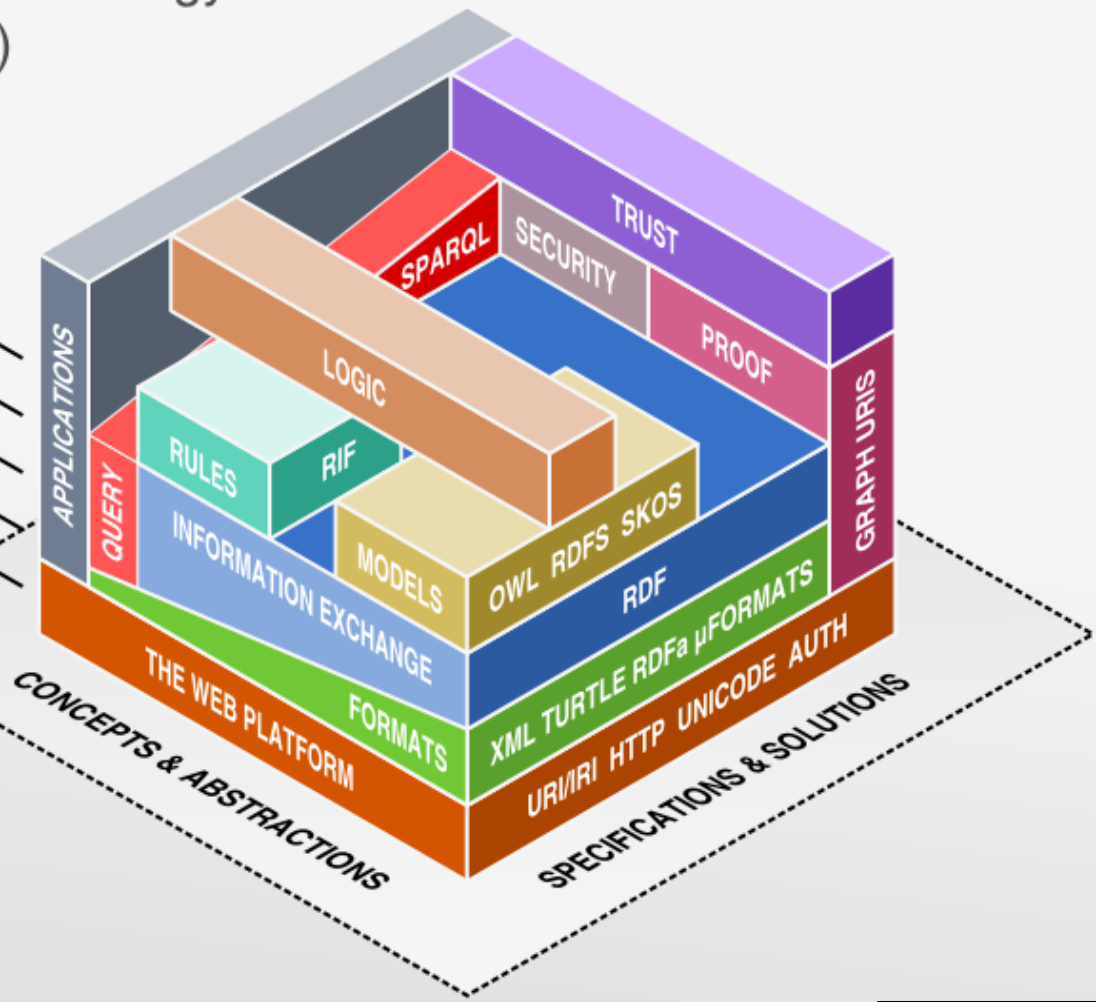 )
TRUST
SECURITY
SPARQL
PROOF
LOGIC
APPLICATIONS
RULES
RIF
GRAPH URIS
QUERY
INFORMATION EXCHANGE
MODELS
OWL RDFS SKOS
RDF
FORMATS
XML TURTLE RDFa µFORMATS
THE WEB PLATFORM
URI/IRI HTTP UNICODE AUTH
CONCEPTS & ABSTRACTIONS
SPECIFICATIONS & SOLUTIONS